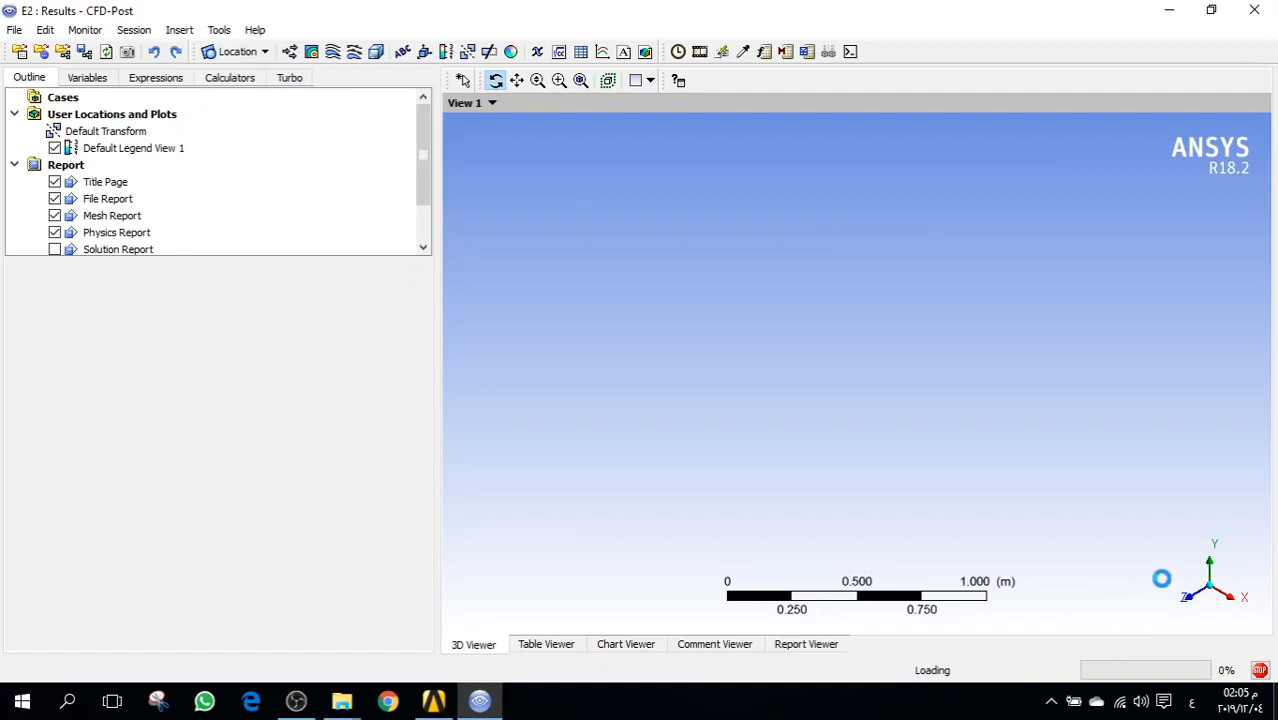 E2 : Results - CFD-Post
File Edit Monitor Session Insert Tools Help
Location
Outline Variables Expressions Calculators Turbo
View 1
Cases
User Locations and Plots
Default Transform
Default Legend View 1
Report
Title Page
File Report
Mesh Report
Physics Report
Solution Report
ANSYS
R18.2
Y
X
Z
0 0.500 1.000 (m)
0.250 0.750
3D Viewer Table Viewer Chart Viewer Comment Viewer Report Viewer
Loading 0% STOP
ع
02:05 م
٢٠١٩/١٢/٠٤